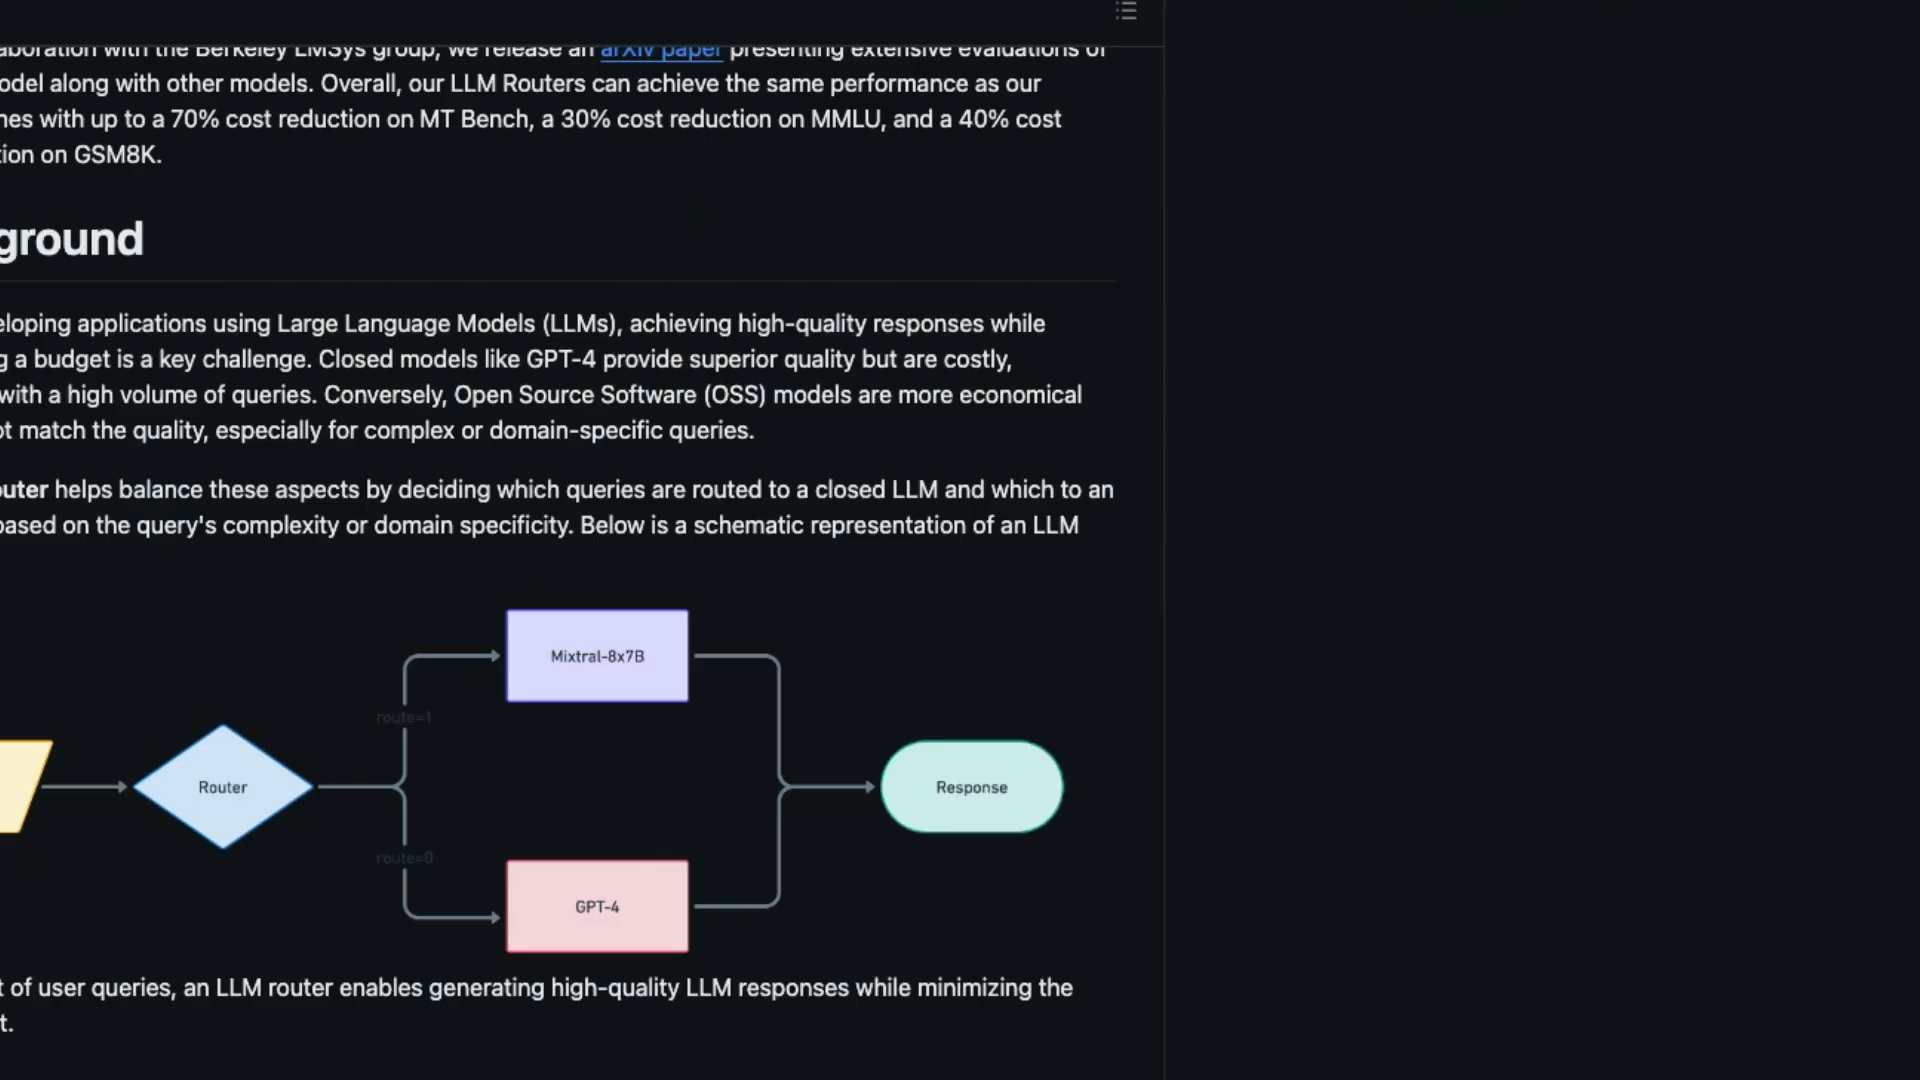 aboration with the Berkeley LMSys group, we release an arXiv paper presenting extensive evaluations of
odel along with other models. Overall, our LLM Routers can achieve the same performance as our
nes with up to a 70% cost reduction on MT Bench, a 30% cost reduction on MMLU, and a 40% cost
tion on GSM8K.
ground
eloping applications using Large Language Models (LLMs), achieving high-quality responses while
g a budget is a key challenge. Closed models like GPT-4 provide superior quality but are costly,
with a high volume of queries. Conversely, Open Source Software (OSS) models are more economical
ot match the quality, especially for complex or domain-specific queries.
outer helps balance these aspects by deciding which queries are routed to a closed LLM and which to an
based on the query's complexity or domain specificity. Below is a schematic representation of an LLM
Mixtral-8x7B
route=1
Router
Response
route=0
GPT-4
t of user queries, an LLM router enables generating high-quality LLM responses while minimizing the
t.